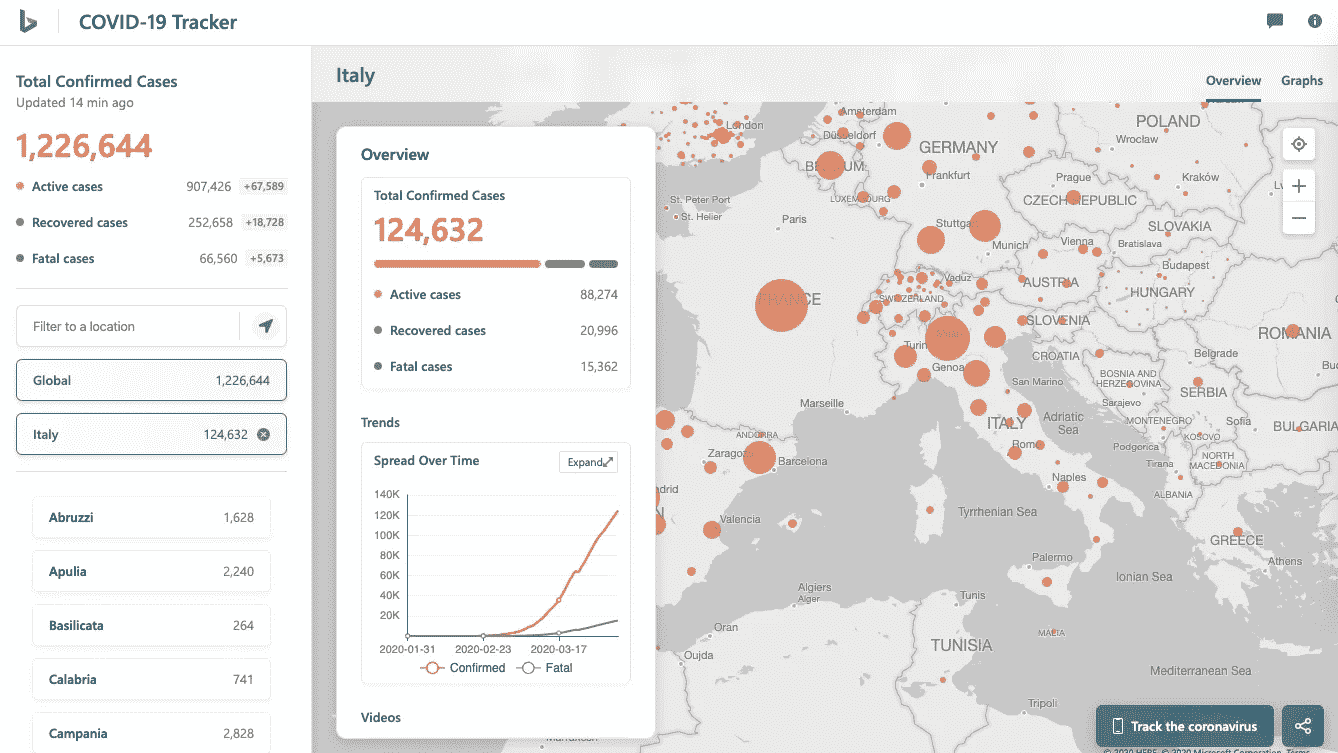 COVID-19 Tracker
Total Confirmed Cases
Updated 14 min ago
1,226,644
Active cases 907,426 +67,589
Recovered cases 252,658 +18,728
Fatal cases 66,560 +5,673
Filter to a location
Global 1,226,644
Italy 124,632
Abruzzi 1,628
Apulia 2,240
Basilicata 264
Calabria 741
Campania 2,828
Italy
Overview Graphs
Overview
Total Confirmed Cases
124,632
Active cases 88,274
Recovered cases 20,996
Fatal cases 15,362
Trends
Spread Over Time
Expand
140K
120K
100K
80K
60K
40K
20K
2020-01-31 2020-02-23 2020-03-17
Confirmed Fatal
Videos
Amsterdam
London
Düsseldorf
POLAND
Wrocław
GERMANY
BELGIUM
Frankfurt
Prague
Kraków
LUXEMBOURG
CZECH REPUBLIC
St. Peter Port
St. Helier
Paris
Stuttga
SLOVAKIA
Munich
Vienna
Bratislava
Budapest
Vaduz
AUSTRIA
HUNGARY
FRANCE
SWITZERLAND
SLOVENIA
ROMANIA
Turin
CROATIA
Belgrade
Genoa
San Marino
BOSNIA AND
HERZEGOVINA
SERBIA
Sarajevo
Marseille
Adriatic
Sea
ITALY
MONTENEGRO
Sofia
BULGARIA
ANDORRA
KOSOVO
Podgorica
Rome
Zaragoza
Barcelona
Tirana
NORTH
MACEDONIA
Naples
ALBANIA
Valencia
Tyrrhenian Sea
GREECE
Palermo
Athens
Ionian Sea
Algiers
Alger
Tunis
Oran
MALTA
TUNISIA
Oujda
Mediterranean Sea
Tripoli
Track the coronavirus
© 2020 HERE, © 2020 Microsoft Corporation, Terms